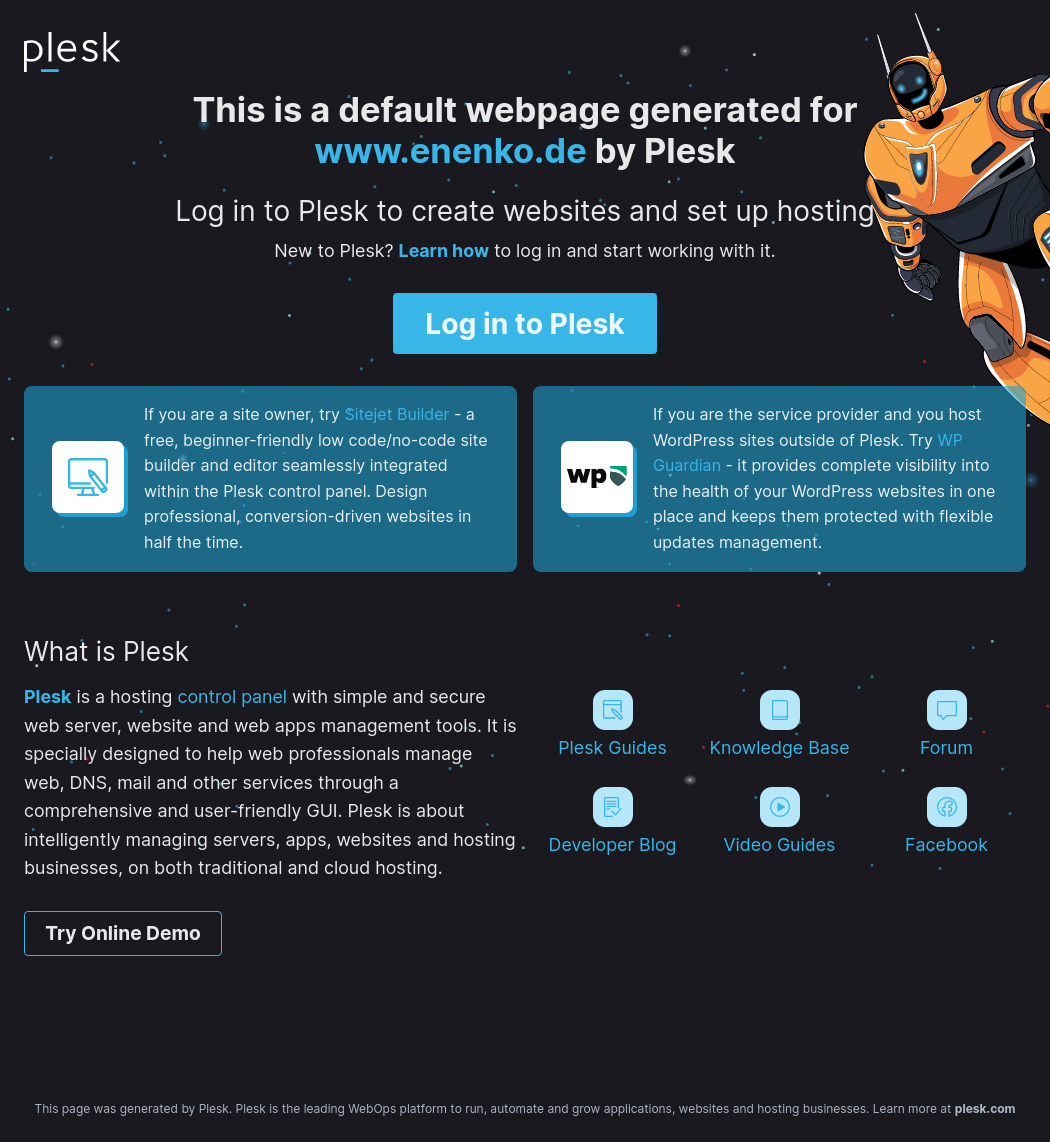 plesk
This is a default webpage generated for
www.enenko.de by Plesk
Log in to Plesk to create websites and set up hosting
New to Plesk? Learn how to log in and start working with it.
Log in to Plesk
If you are a site owner, try Sitejet Builder - a
free, beginner-friendly low code/no-code site
builder and editor seamlessly integrated
within the Plesk control panel. Design
professional, conversion-driven websites in
half the time.
wp
If you are the service provider and you host
WordPress sites outside of Plesk. Try WP
Guardian - it provides complete visibility into
the health of your WordPress websites in one
place and keeps them protected with flexible
updates management.
What is Plesk
Plesk is a hosting control panel with simple and secure
web server, website and web apps management tools. It is
specially designed to help web professionals manage
web, DNS, mail and other services through a
comprehensive and user-friendly GUI. Plesk is about
intelligently managing servers, apps, websites and hosting
businesses, on both traditional and cloud hosting.
Try Online Demo
Plesk Guides
Knowledge Base
Forum
Developer Blog
Video Guides
Facebook
This page was generated by Plesk. Plesk is the leading WebOps platform to run, automate and grow applications, websites and hosting businesses. Learn more at plesk.com